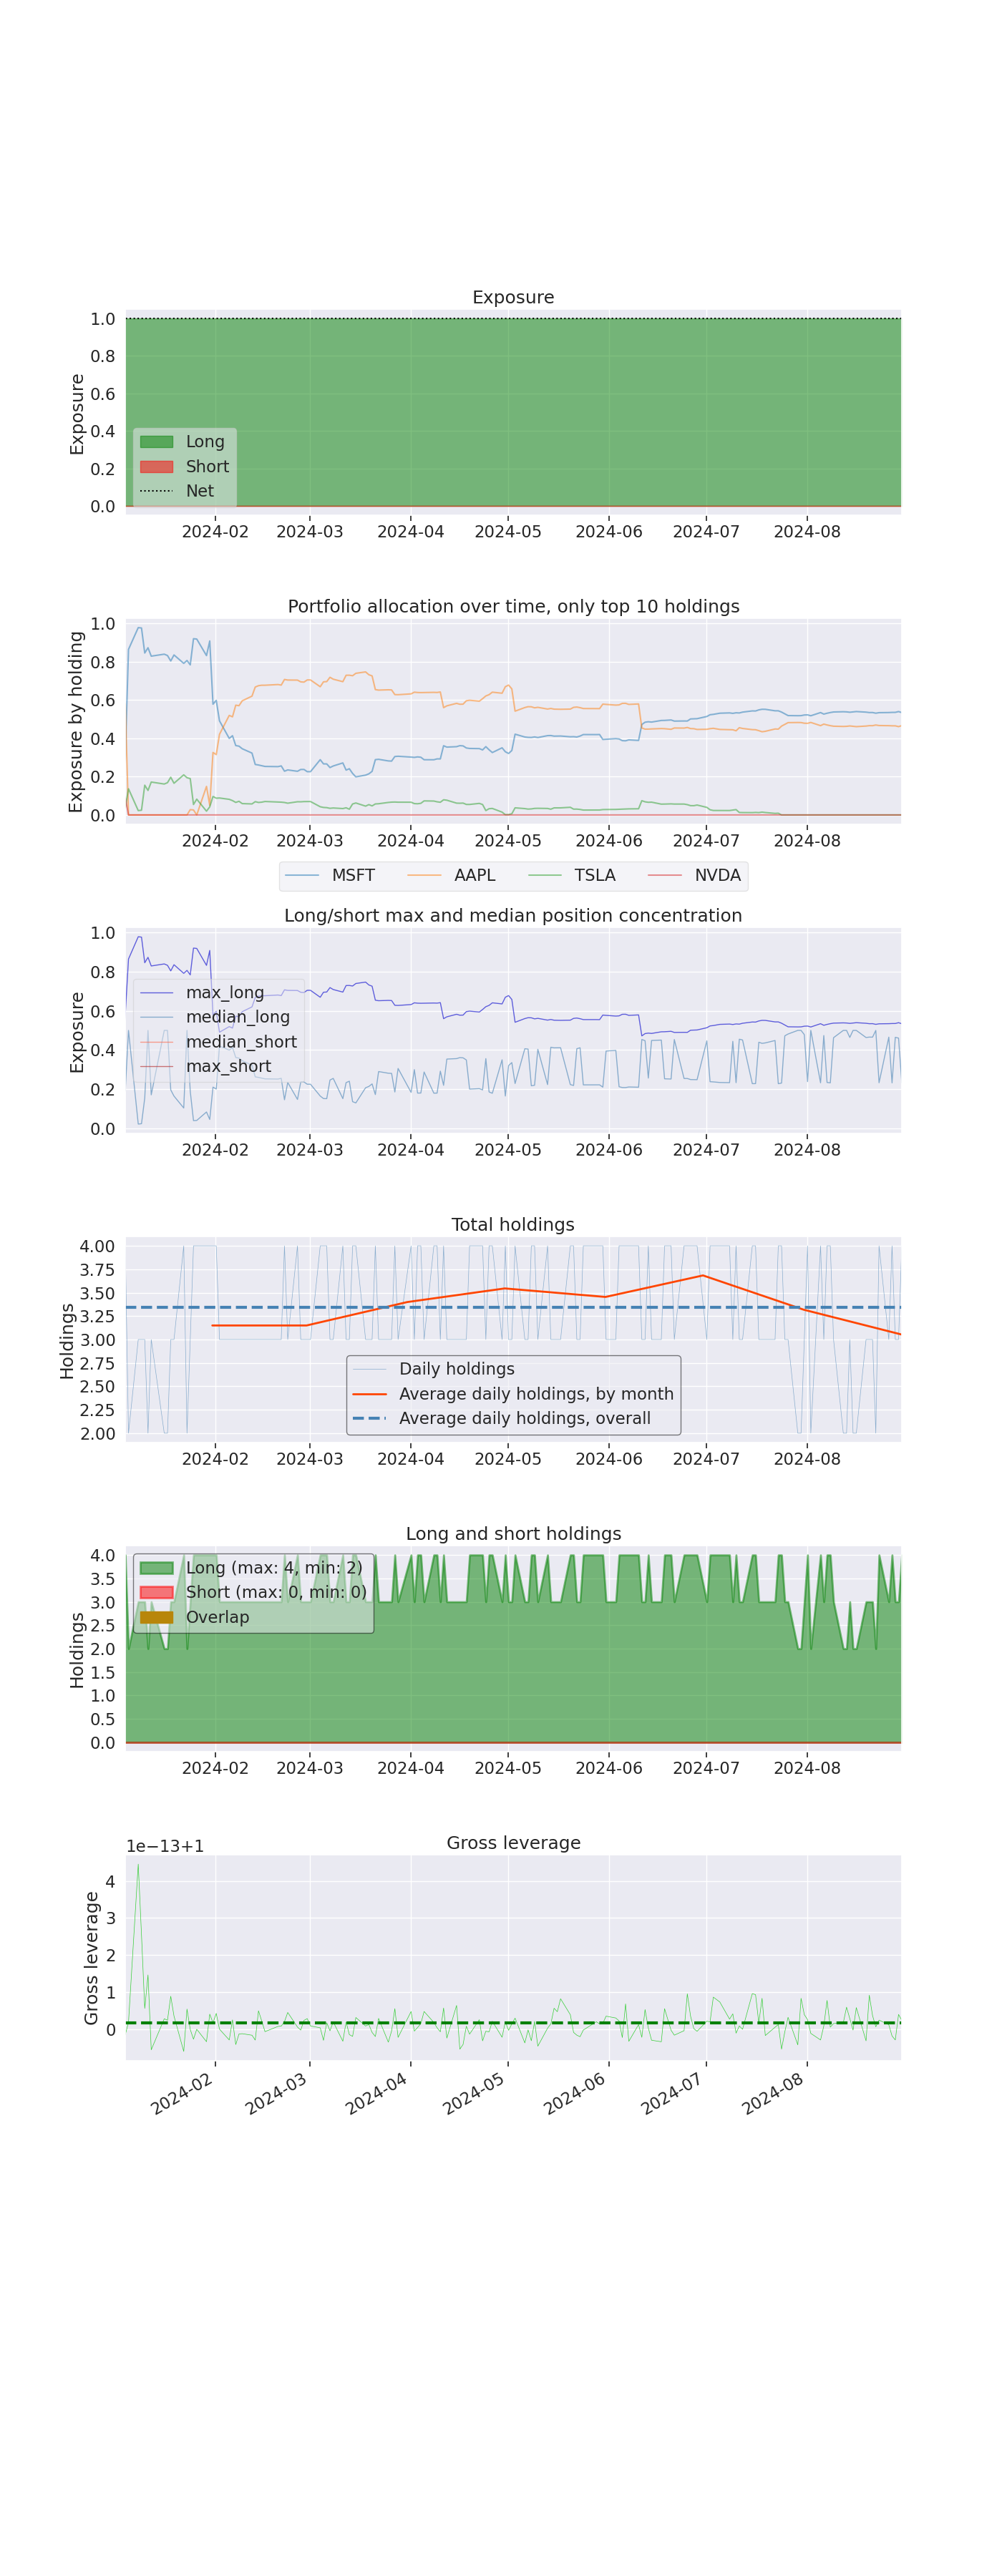 Exposure
1.0
0.8
0.6
0.4
0.2
0.0
Exposure
Long
Short
Net
2024-02 2024-03 2024-04 2024-05 2024-06 2024-07 2024-08
Portfolio allocation over time, only top 10 holdings
1.0
0.8
0.6
0.4
0.2
0.0
Exposure by holding
2024-02 2024-03 2024-04 2024-05 2024-06 2024-07 2024-08
MSFT AAPL TSLA NVDA
Long/short max and median position concentration
1.0
0.8
0.6
0.4
0.2
0.0
Exposure
max_long
median_long
median_short
max_short
2024-02 2024-03 2024-04 2024-05 2024-06 2024-07 2024-08
Total holdings
4.00
3.75
3.50
3.25
3.00
2.75
2.50
2.25
2.00
Holdings
Daily holdings
Average daily holdings, by month
Average daily holdings, overall
2024-02 2024-03 2024-04 2024-05 2024-06 2024-07 2024-08
Long and short holdings
4.0
3.5
3.0
2.5
2.0
1.5
1.0
0.5
0.0
Holdings
Long (max: 4, min: 2)
Short (max: 0, min: 0)
Overlap
2024-02 2024-03 2024-04 2024-05 2024-06 2024-07 2024-08
Gross leverage
1e−13+1
4
3
2
1
0
Gross leverage
2024-02 2024-03 2024-04 2024-05 2024-06 2024-07 2024-08